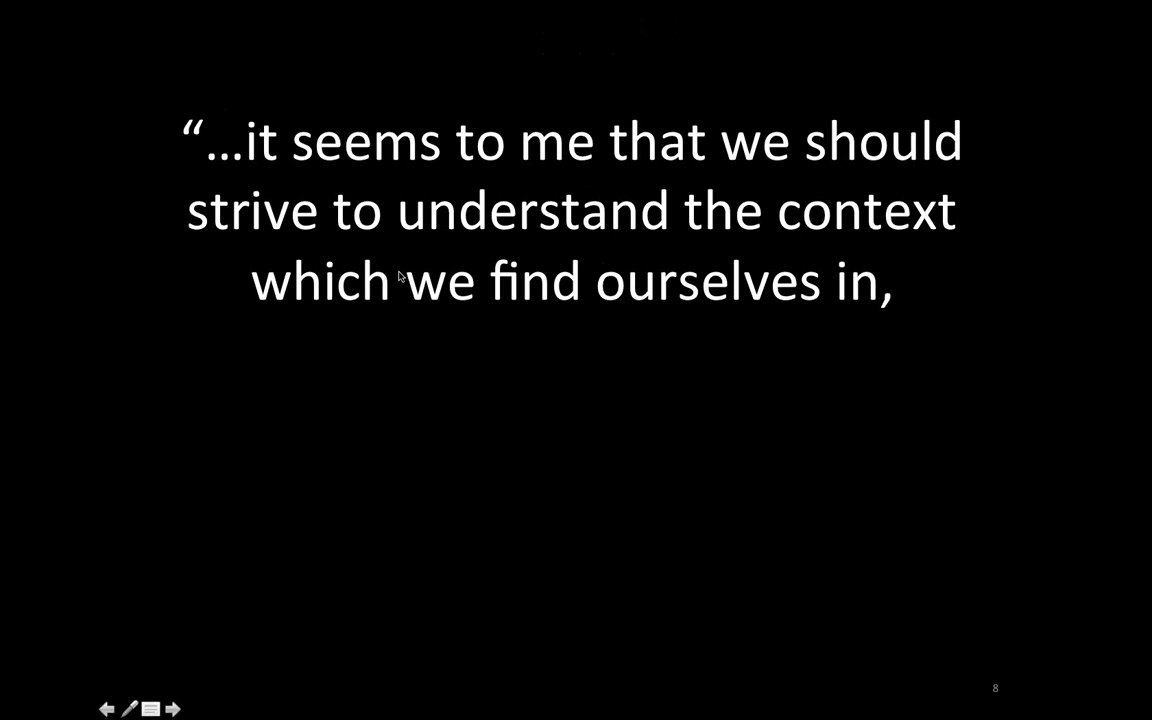 “…it seems to me that we should
strive to understand the context
which we find ourselves in,
8